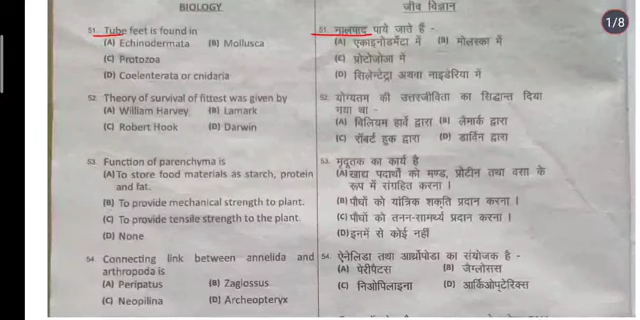 BIOLOGY
51. Tube feet is found in
(A) Echinodermata (B) Mollusca
(C) Protozoa
(D) Coelenterata or cnidaria
52. Theory of survival of fittest was given by
(A) William Harvey (B) Lamark
(C) Robert Hook (D) Darwin
53. Function of parenchyma is
(A) To store food materials as starch, protein
and fat.
(B) To provide mechanical strength to plant.
(C) To provide tensile strength to the plant.
(D) None
54. Connecting link between annelida and
arthropoda is
(A) Peripatus (B) Zaglossus
(C) Neopilina (D) Archeopteryx
जीव विज्ञान
1/8
51. नालपाद पाये जाते हैं -
(A) एकाइनोडर्मेटा में (B) मोलस्का में
(C) प्रोटोजोआ में
(D) सिलेन्ट्रेटा अथवा नाइडेरिया में
52. योग्यतम की उत्तरजीविता का सिद्धान्त दिया
गया था -
(A) विलियम हार्वे द्वारा (B) लैमार्क द्वारा
(C) रॉबर्ट हुक द्वारा (D) डार्विन द्वारा
53. मृदूतक का कार्य है
(A) खाद्य पदार्थों को मण्ड, प्रोटीन तथा वसा के
रूप में संग्रहित करना ।
(B) पौधों को यांत्रिक शक्ति प्रदान करना ।
(C) पौधों को तनन-सामर्थ्य प्रदान करना ।
(D) इनमें से कोई नहीं
54. ऐनेलिडा तथा आर्थ्रोपोडा का संयोजक है -
(A) पेरीपैटस (B) जैग्लोसस
(C) निओपिलाइना (D) आर्किओप्टेरिक्स